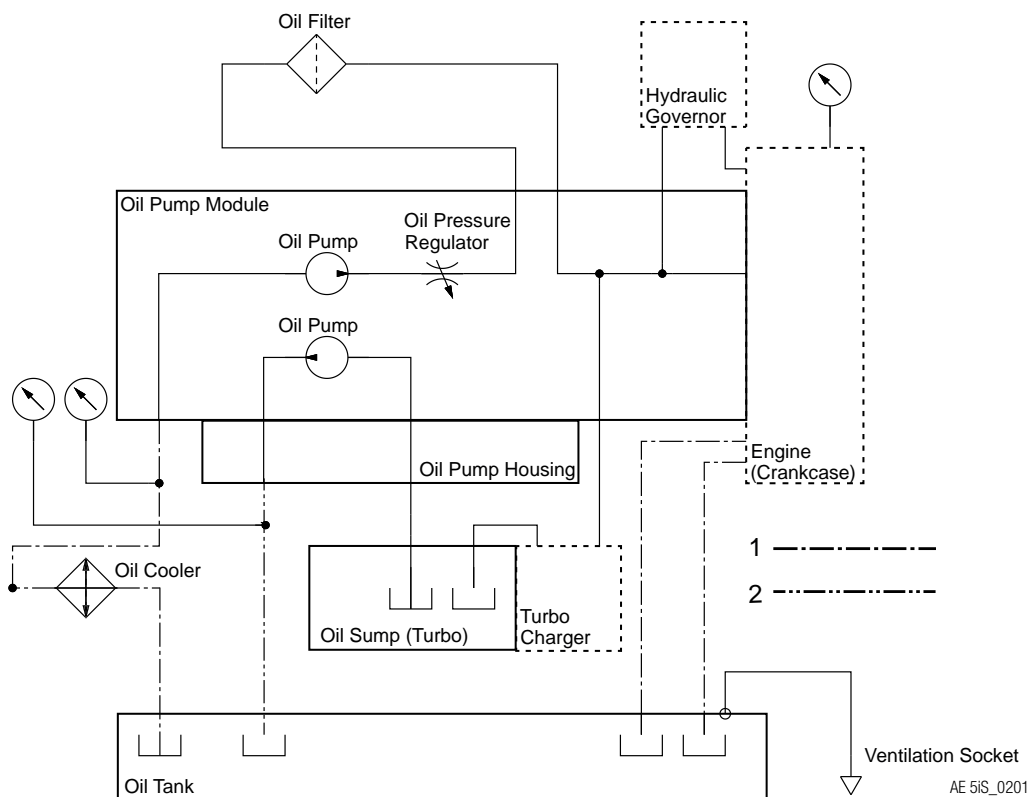 Oil Filter
Hydraulic
Governor
Oil Pump Module
Oil Pump
Oil Pressure
Regulator
Oil Pump
Oil Pump Housing
Engine
(Crankcase)
Oil Cooler
1
2
Oil Sump (Turbo)
Turbo
Charger
Ventilation Socket
Oil Tank
AE 5iS_0201